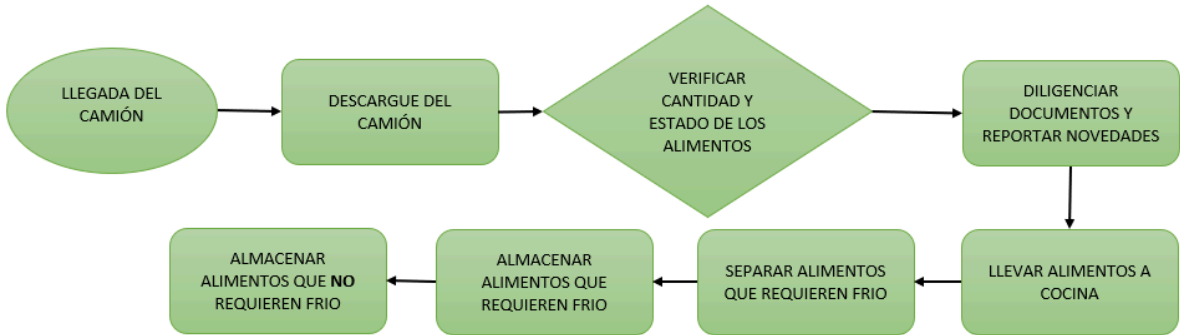 LLEGADA DEL
CAMIÓN
DESCARGUE DEL
CAMIÓN
VERIFICAR
CANTIDAD Y
ESTADO DE LOS
ALIMENTOS
DILIGENCIAR
DOCUMENTOS Y
REPORTAR NOVEDADES
LLEVAR ALIMENTOS A
COCINA
SEPARAR ALIMENTOS
QUE REQUIEREN FRIO
ALMACENAR
ALIMENTOS QUE
REQUIEREN FRIO
ALMACENAR
ALIMENTOS QUE NO
REQUIEREN FRIO